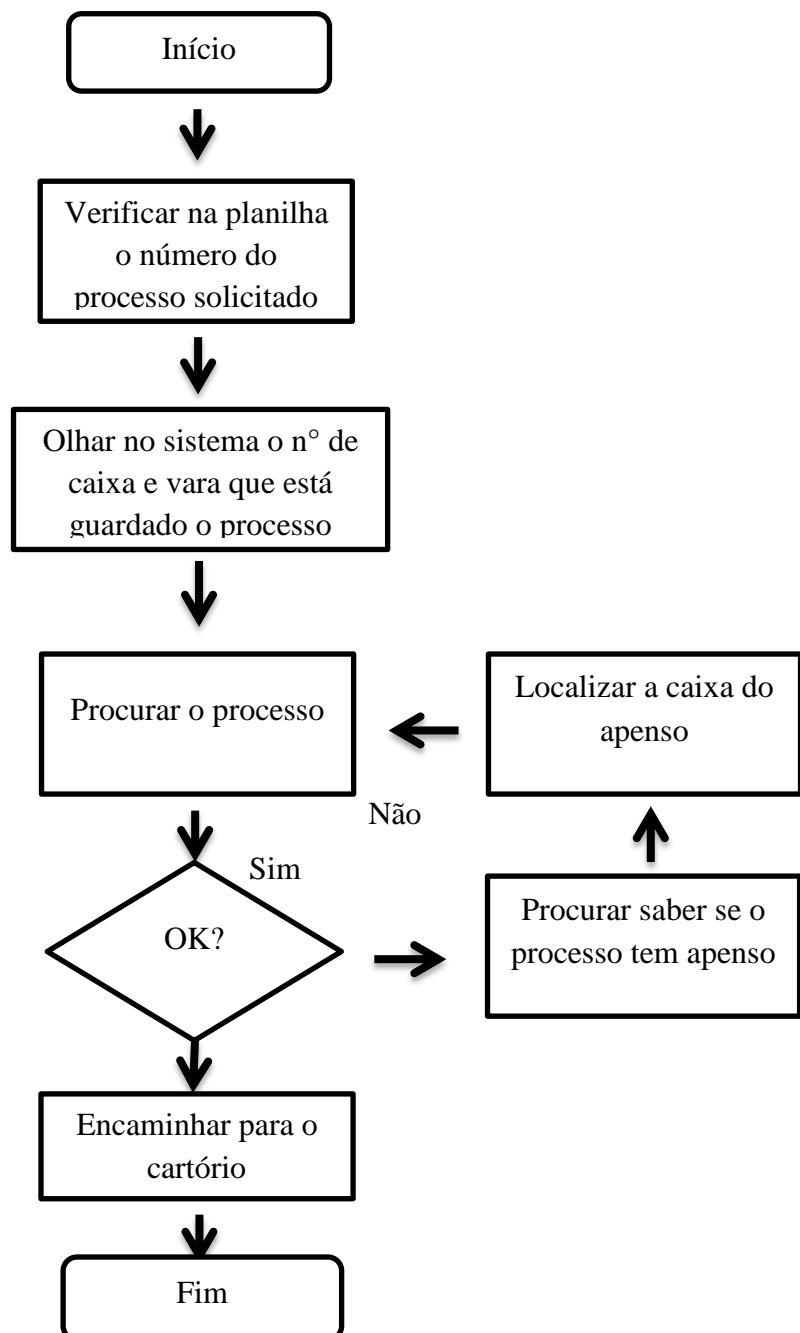 Início
Verificar na planilha
o número do
processo solicitado
Olhar no sistema o n° de
caixa e vara que está
guardado o processo
Procurar o processo
Localizar a caixa do
apenso
Não
Sim
OK?
Procurar saber se o
processo tem apenso
Encaminhar para o
cartório
Fim